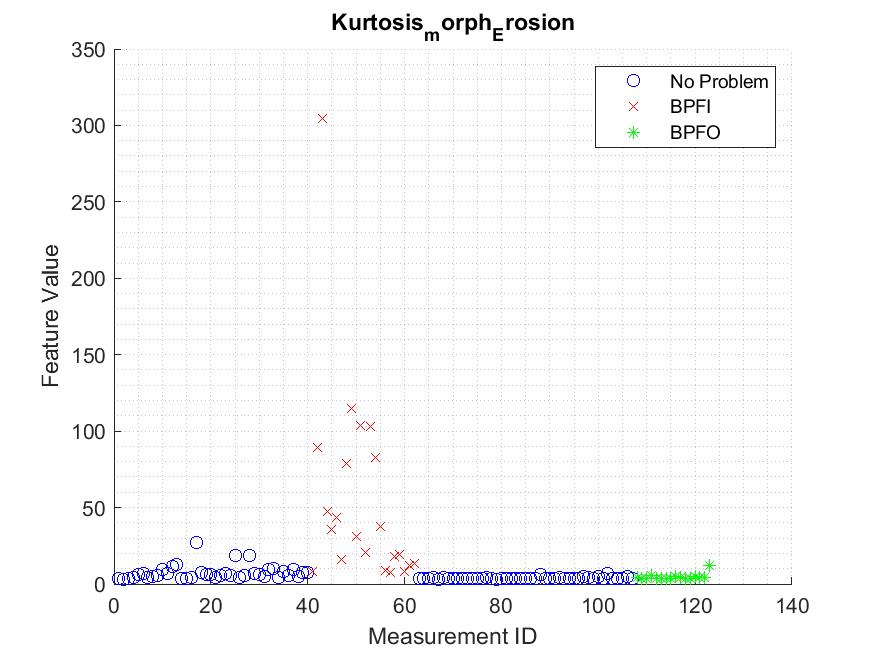 Kurtosis_morph_Erosion
350
300
250
200
150
100
50
0
Feature Value
No Problem
BPFI
BPFO
0 20 40 60 80 100 120 140
Measurement ID